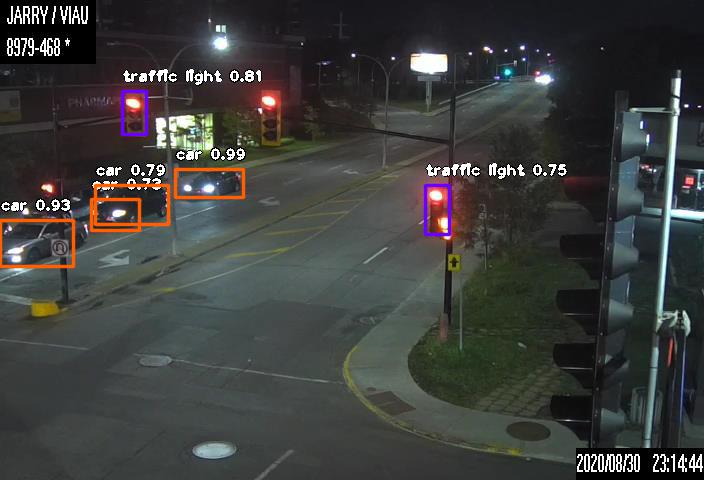 JARRY / VIAU
8979-468 *
traffic light 0.81
PHARMA
car 0.79
car 0.99
car 0.73
traffic light 0.75
car 0.93
2020/08/30 23:14:44